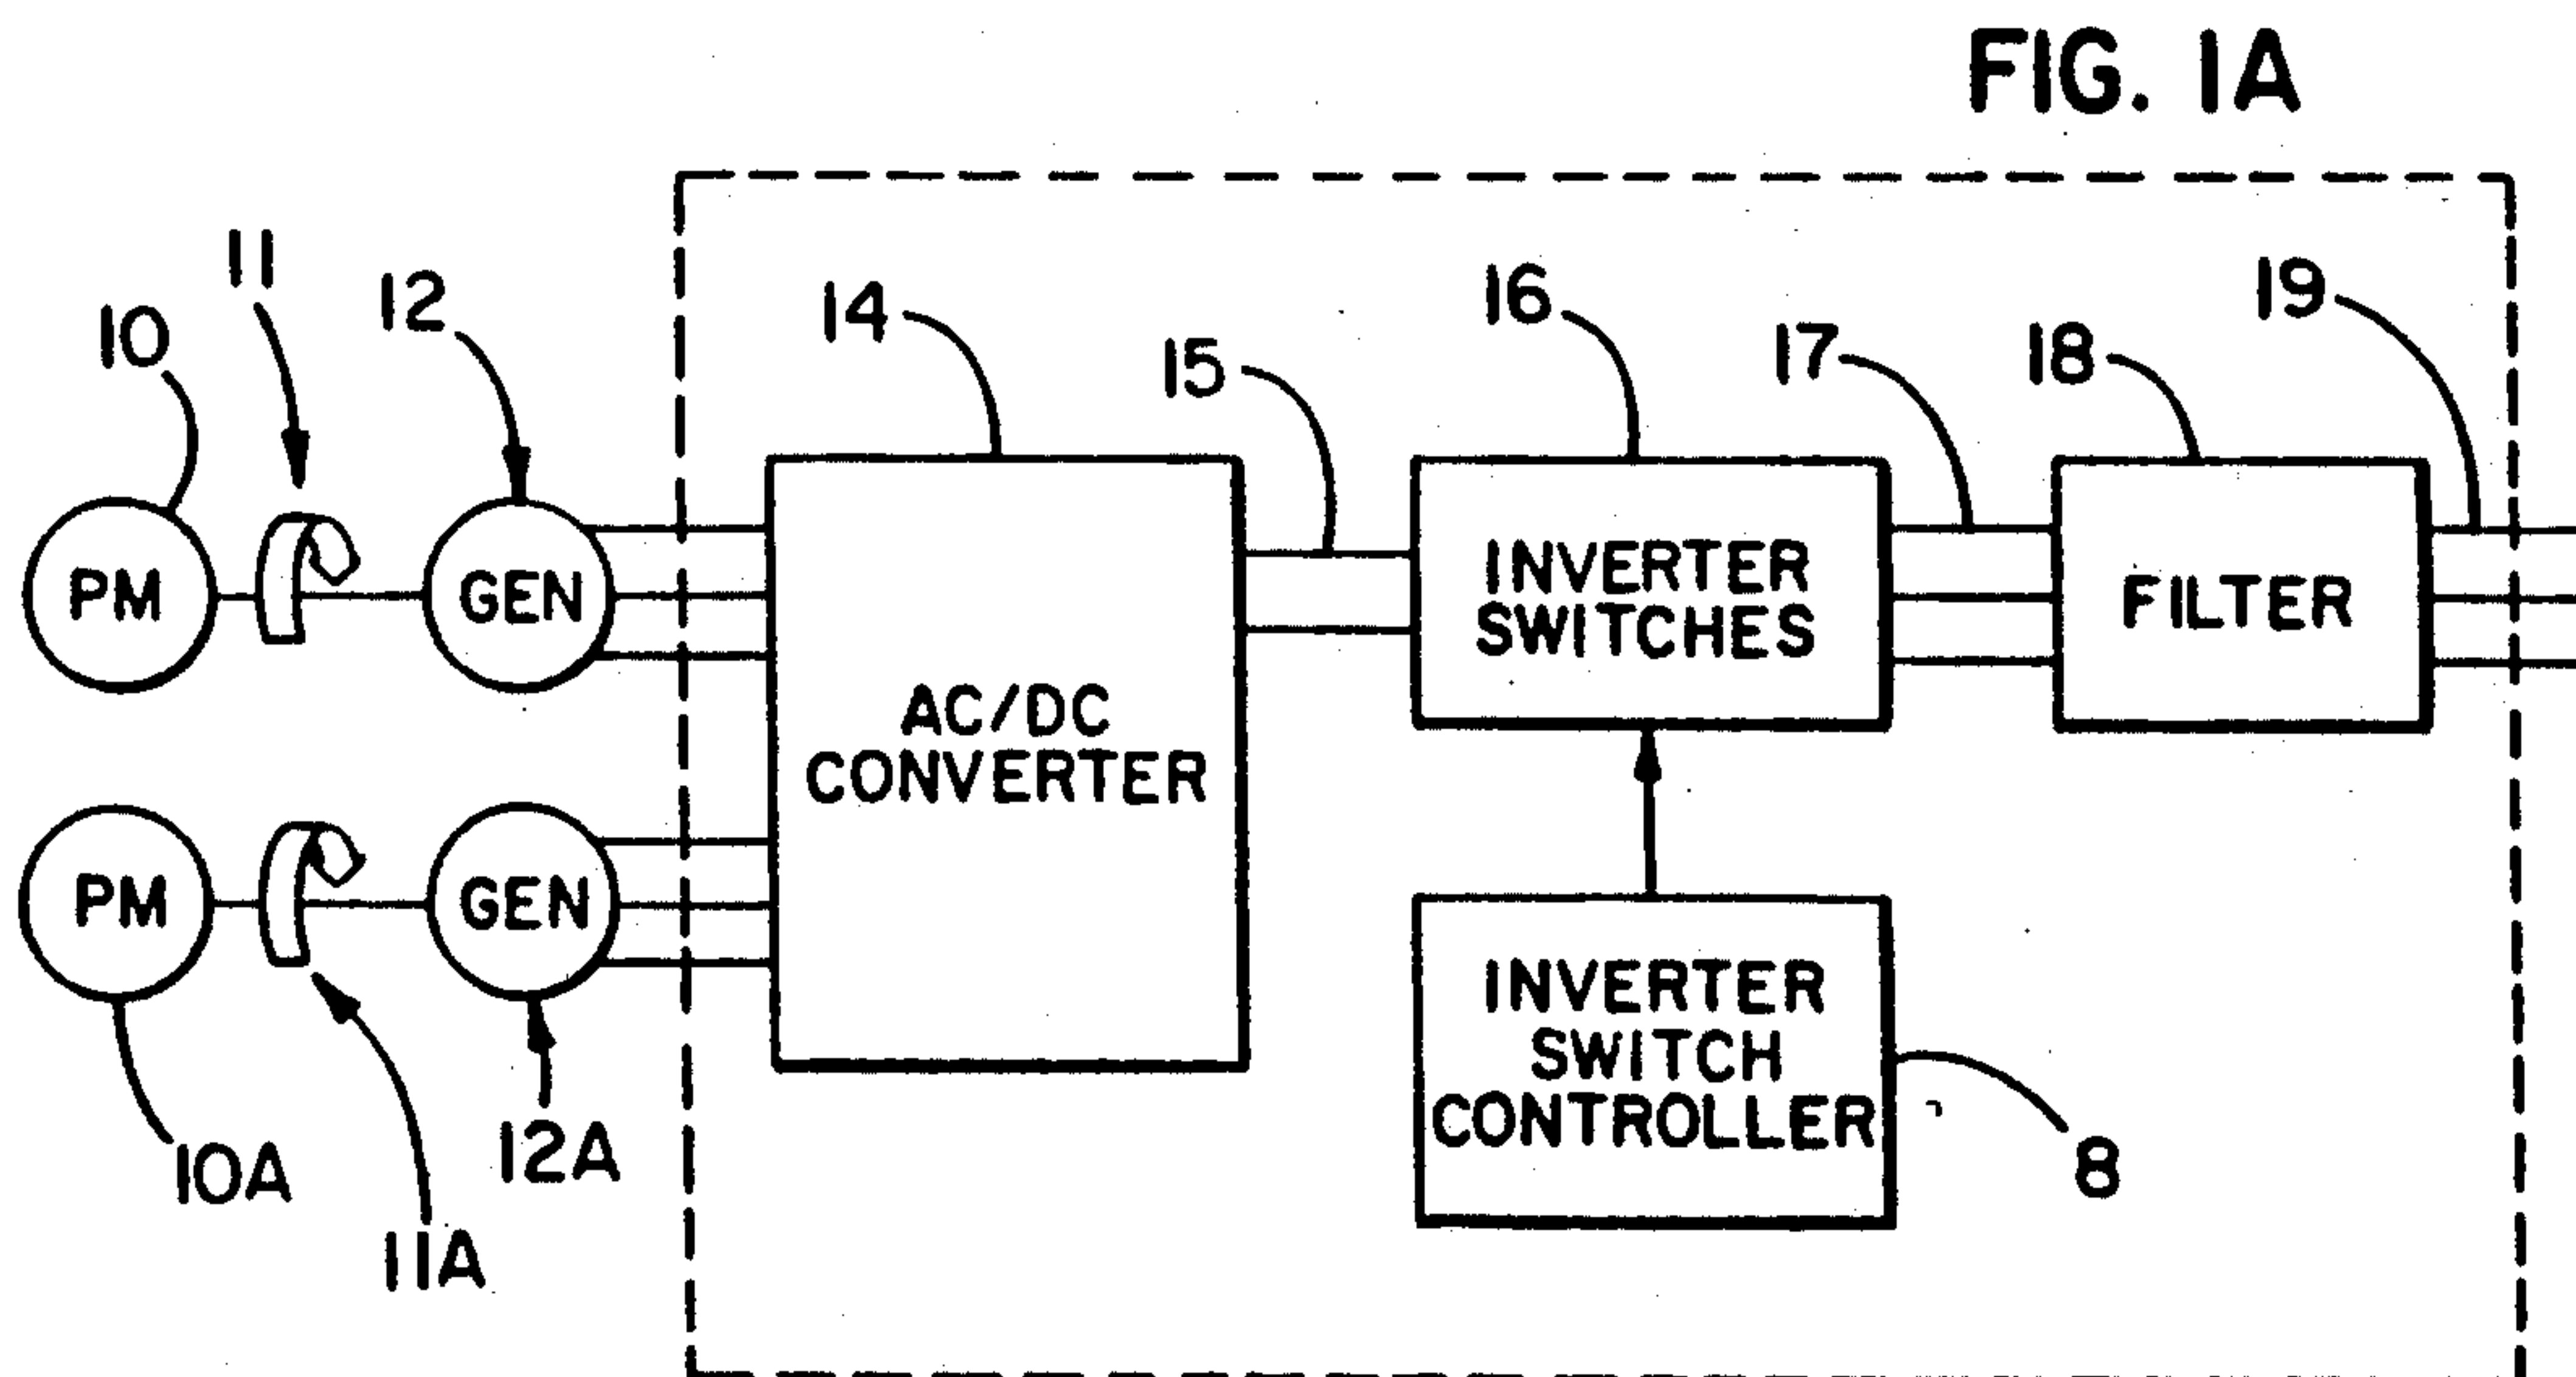 FIG. 1A
11
12
10
14
16
19
15
17
18
PM
GEN
INVERTER
SWITCHES
FILTER
AC/DC
CONVERTER
PM
GEN
INVERTER
SWITCH
CONTROLLER
12A
10A
8
11A